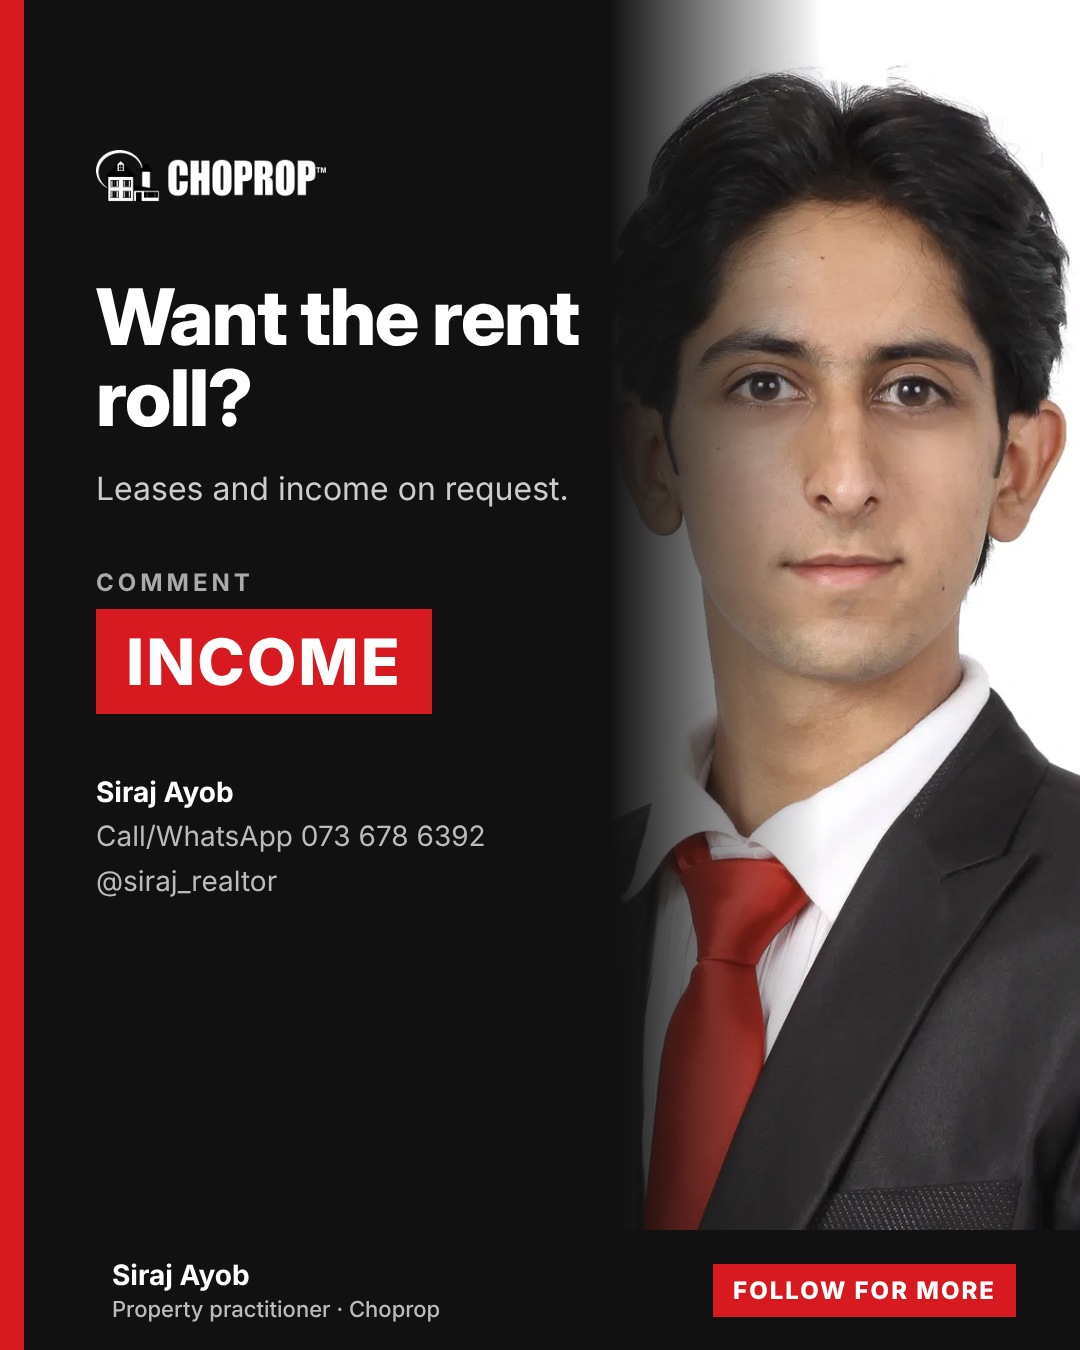 CHOPROP™
Want the rent
roll?
Leases and income on request.
COMMENT
INCOME
Siraj Ayob
Call/WhatsApp 073 678 6392
@siraj_realtor
Siraj Ayob
Property practitioner · Choprop
FOLLOW FOR MORE